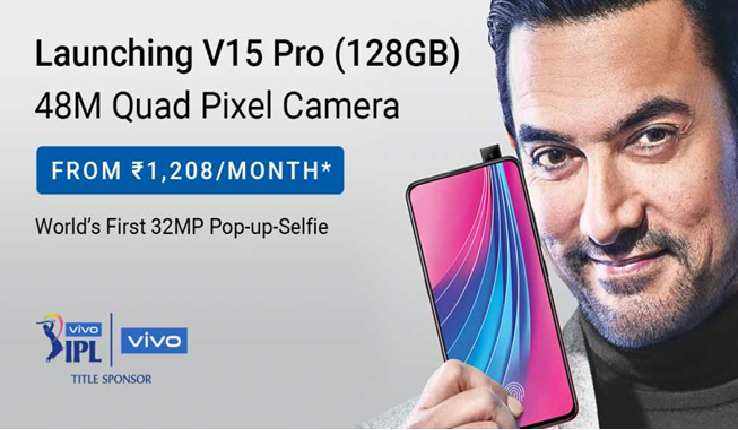 Launching V15 Pro (128GB)
48M Quad Pixel Camera
FROM ₹1,208/MONTH*
World's First 32MP Pop-up-Selfie
vivo
IPL
vivo
TITLE SPONSOR